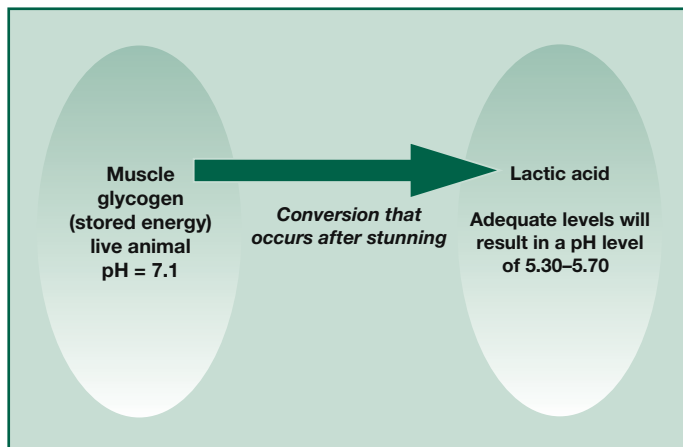 Muscle
glycogen
(stored energy)
live animal
pH = 7.1
Conversion that
occurs after stunning
Lactic acid
Adequate levels will
result in a pH level
of 5.30–5.70